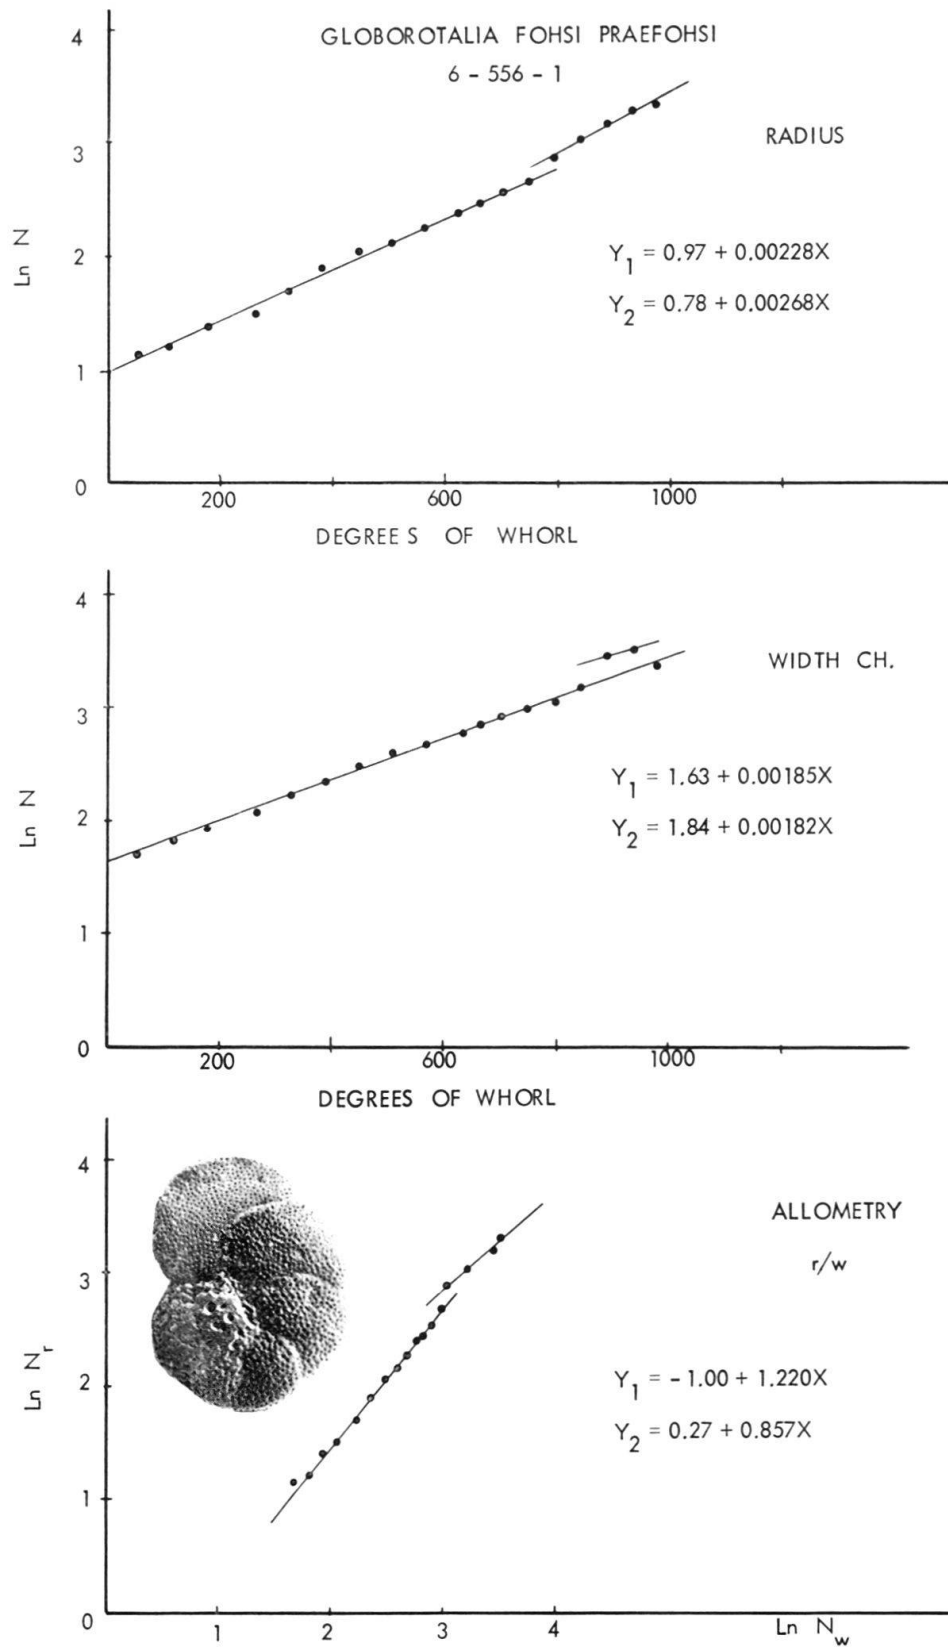 GLOBOROTALIA FOHSI PRAEFOHSI
6 - 556 - 1
4
3
2
1
0
Ln N
RADIUS
Y1 = 0.97 + 0.00228X
Y2 = 0.78 + 0.00268X
200 600 1000
DEGREES OF WHORL
4
3
2
1
0
Ln N
WIDTH CH.
Y1 = 1.63 + 0.00185X
Y2 = 1.84 + 0.00182X
200 600 1000
DEGREES OF WHORL
4
3
2
1
0
Ln Nr
ALLOMETRY
r/w
Y1 = -1.00 + 1.220X
Y2 = 0.27 + 0.857X
1 2 3 4 Ln Nw